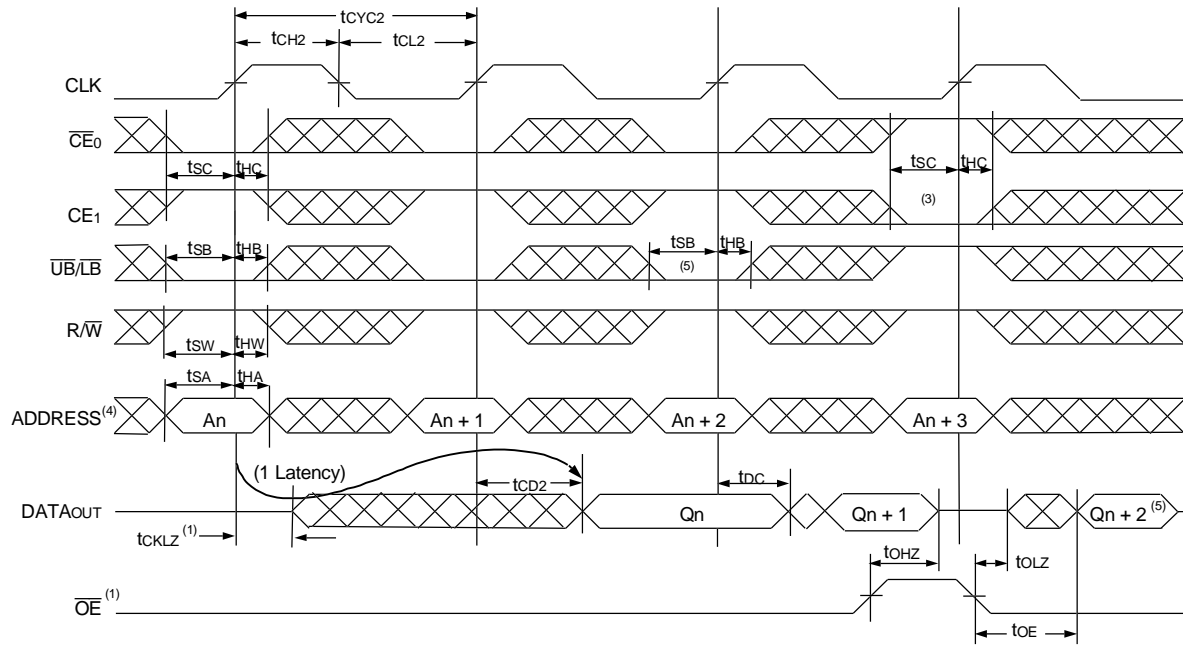 tCYC2
tCH2 tCL2
CLK
CE0
tSC tHC tSC tHC
CE1 (3)
tSB tHB tSB tHB
UB/LB (5)
R/W
tSW tHW
tSA tHA
ADDRESS(4) An An + 1 An + 2 An + 3
(1 Latency) tCD2 tDC
DATAOUT Qn Qn + 1 Qn + 2 (5)
tCKLZ (1)
tOHZ tOLZ
OE (1)
tOE